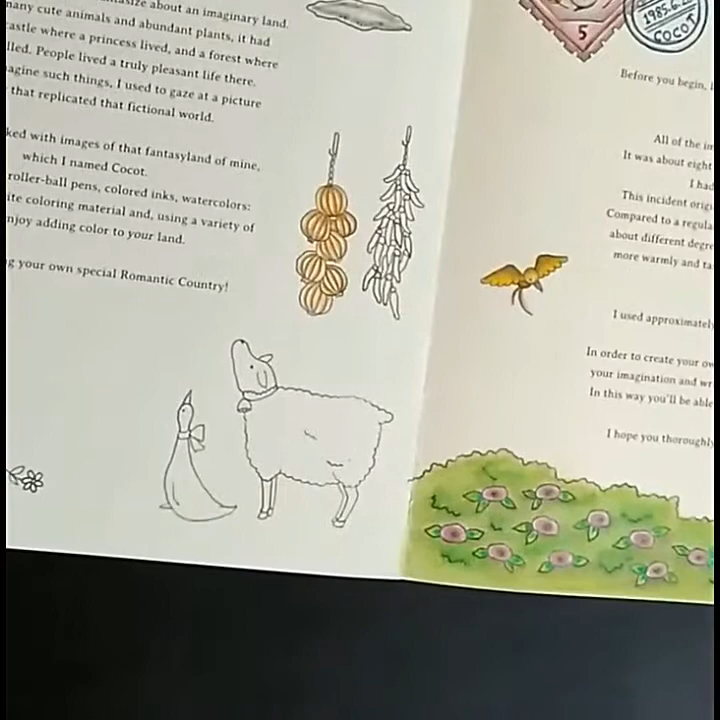 about an imaginary land.
many cute animals and abundant plants, it had
castle where a princess lived, and a forest where
lled. People lived a truly pleasant life there.
agine such things, I used to gaze at a picture
that replicated that fictional world.
ked with images of that fantasyland of mine,
which I named Cocot.
roller-ball pens, colored inks, watercolors:
ite coloring material and, using a variety of
njoy adding color to your land.
g your own special Romantic Country!
5
1985.6.2
COCOT
Before you begin,
All of the
It was about eight
I had
This incident orig
Compared to a regula
about different degre
more warmly and ta
I used approximately
In order to create your
your imagination and
In this way you'll be able
I hope you thoroughly